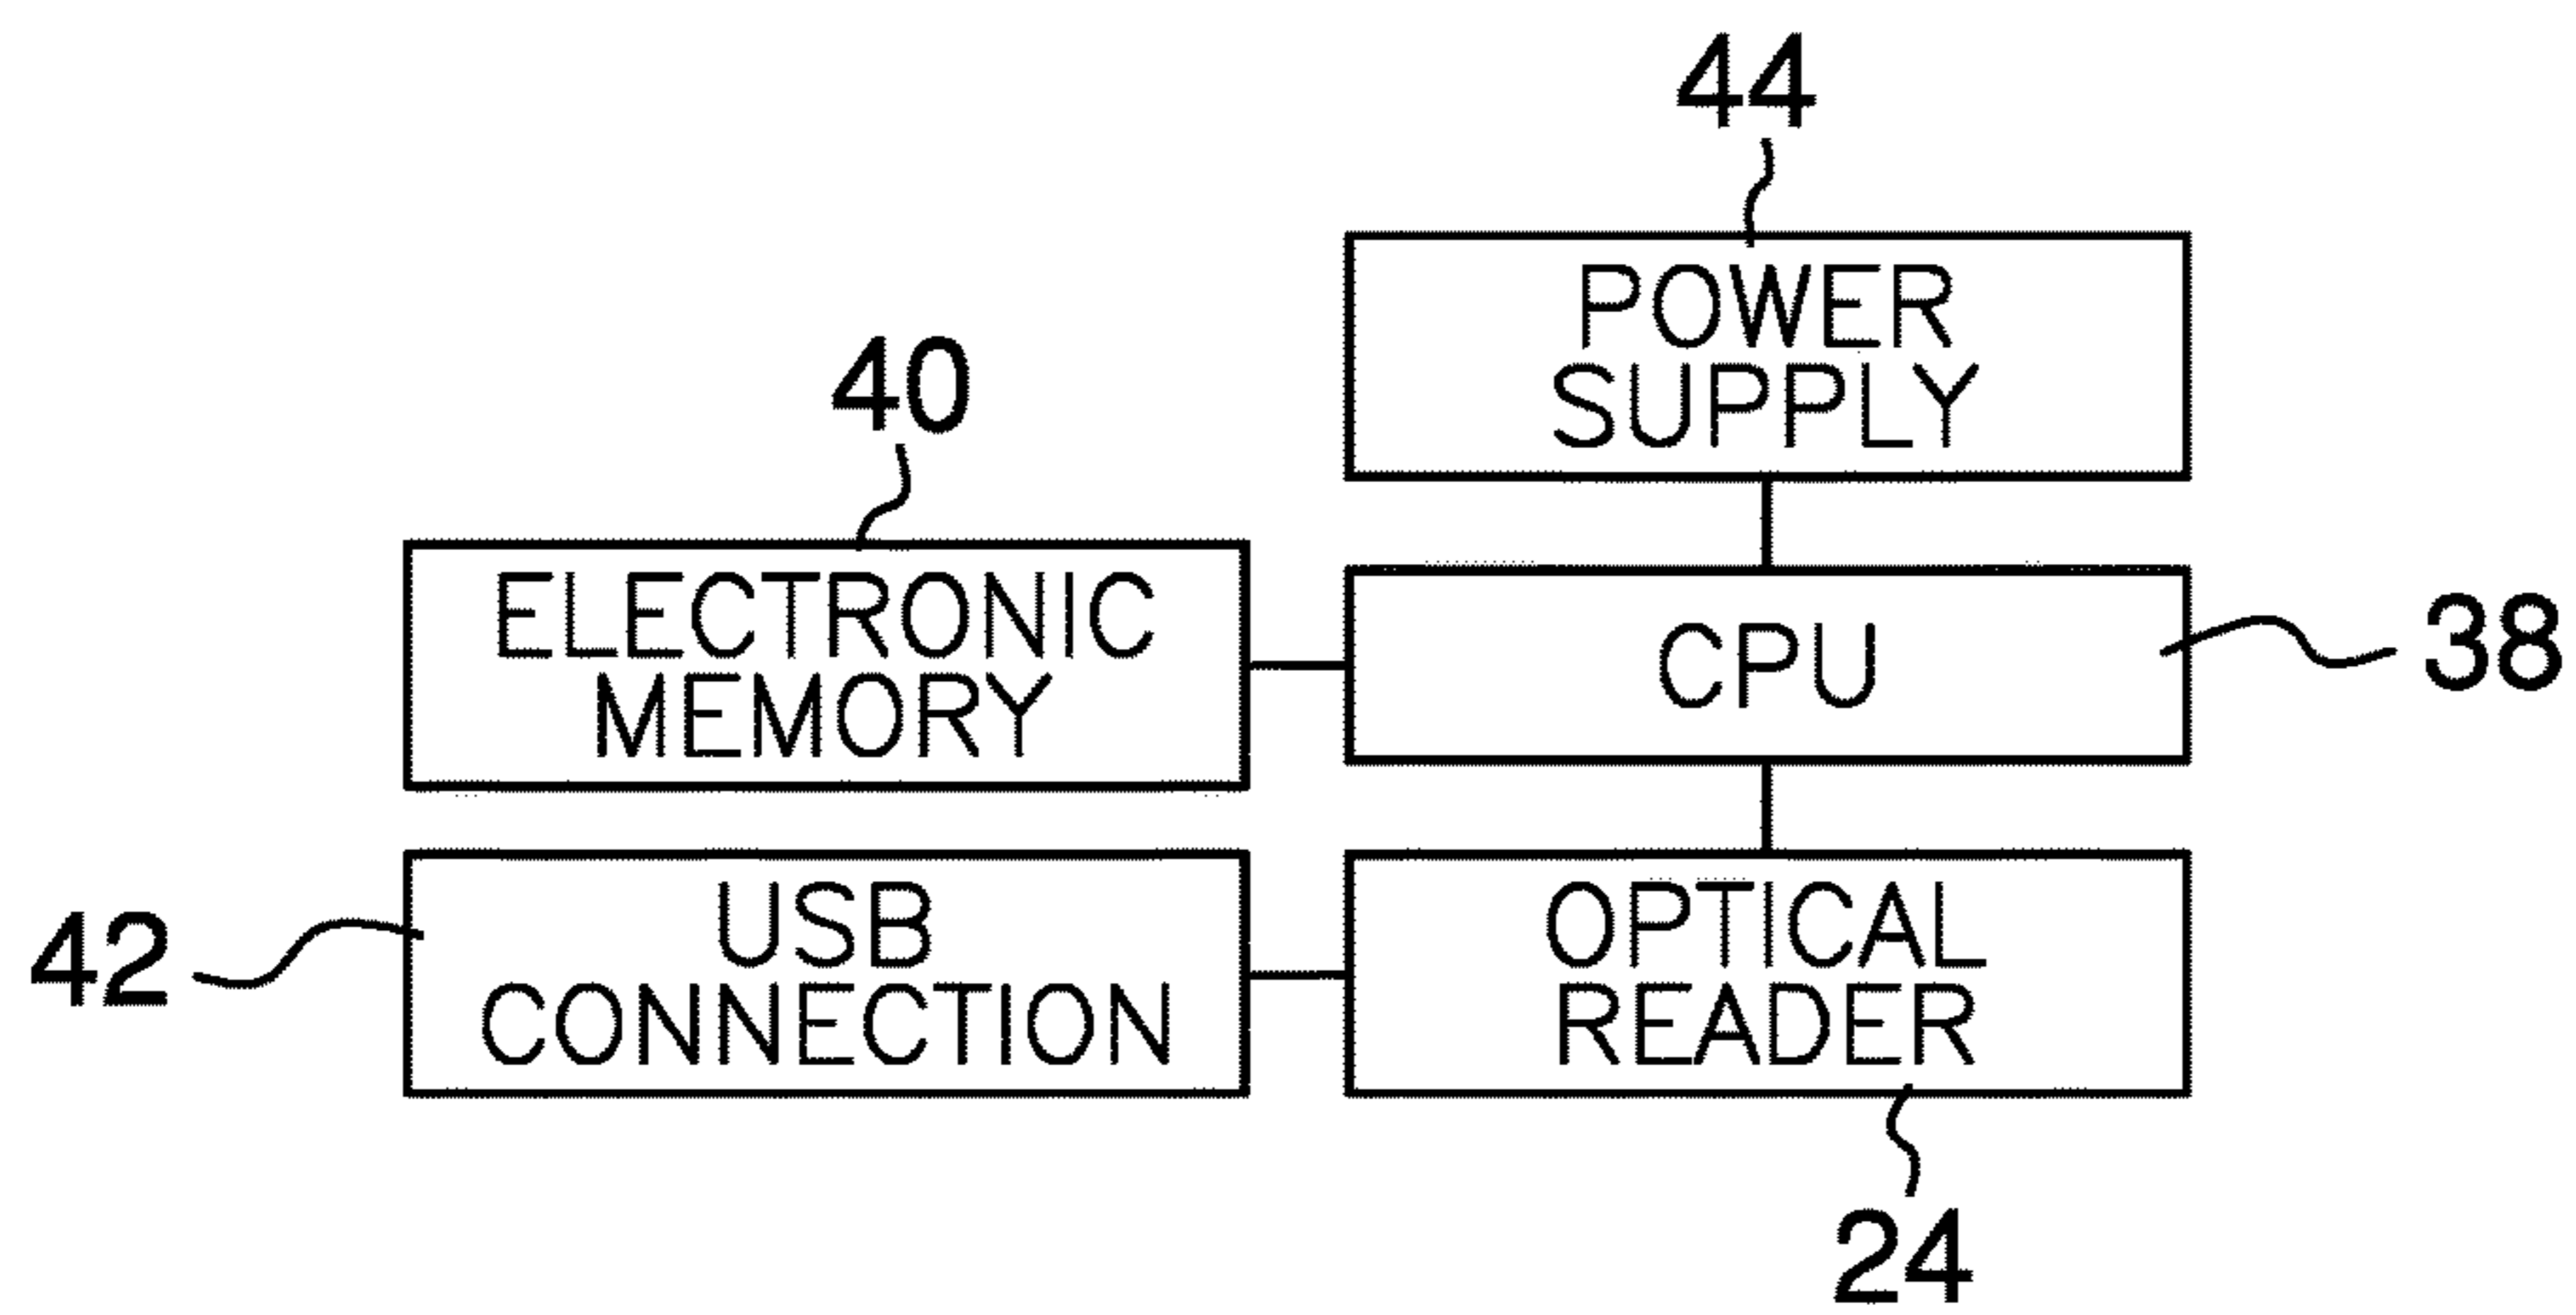 44
POWER
SUPPLY
40
ELECTRONIC
MEMORY
CPU
38
42
USB
CONNECTION
OPTICAL
READER
24